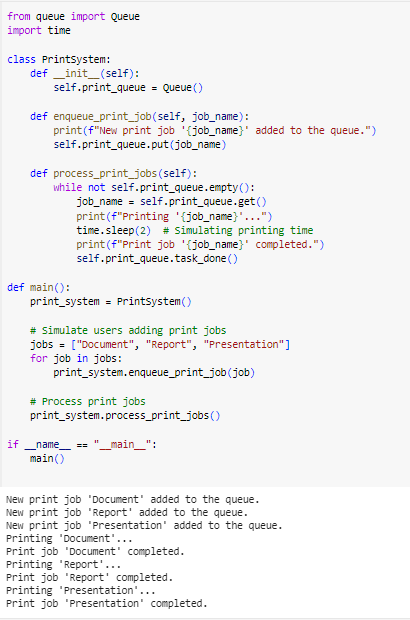 from queue import Queue
import time

class PrintSystem:
    def __init__(self):
        self.print_queue = Queue()

    def enqueue_print_job(self, job_name):
        print(f"New print job '{job_name}' added to the queue.")
        self.print_queue.put(job_name)

    def process_print_jobs(self):
        while not self.print_queue.empty():
            job_name = self.print_queue.get()
            print(f"Printing '{job_name}'...")
            time.sleep(2)  # Simulating printing time
            print(f"Print job '{job_name}' completed.")
            self.print_queue.task_done()

def main():
    print_system = PrintSystem()

    # Simulate users adding print jobs
    jobs = ["Document", "Report", "Presentation"]
    for job in jobs:
        print_system.enqueue_print_job(job)

    # Process print jobs
    print_system.process_print_jobs()

if __name__ == "__main__":
    main()

New print job 'Document' added to the queue.
New print job 'Report' added to the queue.
New print job 'Presentation' added to the queue.
Printing 'Document'...
Print job 'Document' completed.
Printing 'Report'...
Print job 'Report' completed.
Printing 'Presentation'...
Print job 'Presentation' completed.